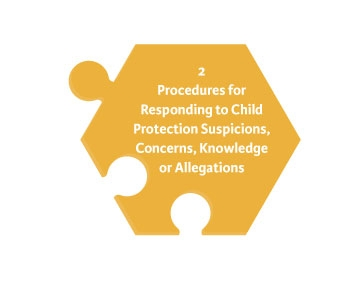 2
Procedures for
Responding to Child
Protection Suspicions,
Concerns, Knowledge
or Allegations